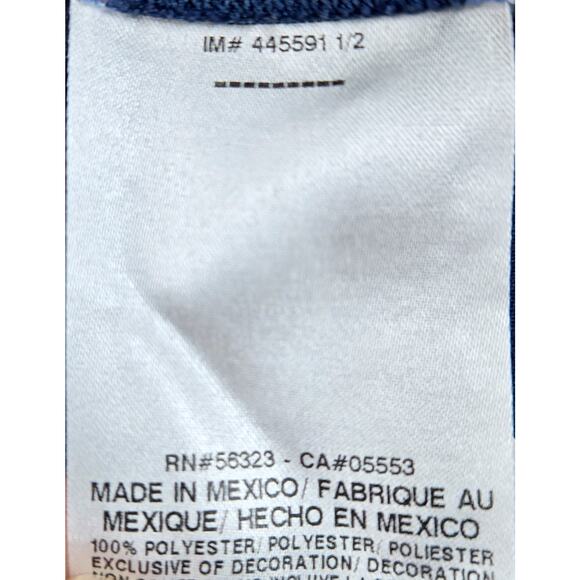 IM# 445591 1/2
---------
RN#56323 - CA#05553
MADE IN MEXICO/ FABRIQUE AU
MEXIQUE/ HECHO EN MEXICO
100% POLYESTER/ POLYESTER/ POLIESTER
EXCLUSIVE OF DECORATION/ DECORATION